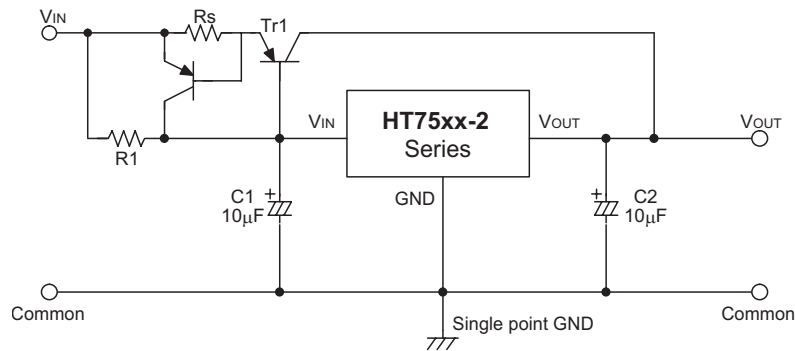 VIN
Rs
Tr1
R1
VIN
HT75xx-2
Series
VOUT
VOUT
GND
C1
+
10μF
C2
+
10μF
Common
Common
Single point GND